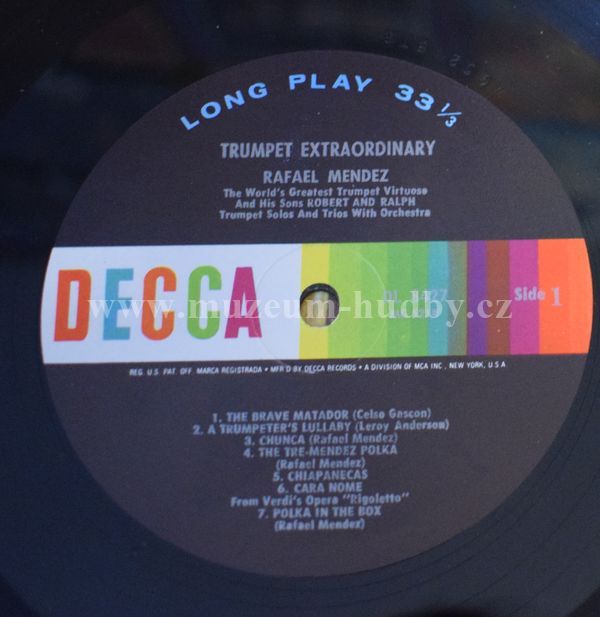 LONG PLAY 33 1/3
TRUMPET EXTRAORDINARY
RAFAEL MENDEZ
The World's Greatest Trumpet Virtuoso
And His Sons ROBERT AND RALPH
Trumpet Solos And Trios With Orchestra
DECCA
Side 1
www.muzeum-hudby.cz
REG. U.S. PAT. OFF. MARCA REGISTRADA • MFR'D BY DECCA RECORDS • A DIVISION OF MCA INC., NEW YORK, U.S.A
1. THE BRAVE MATADOR (Celso Gascon)
2. A TRUMPETER'S LULLABY (Leroy Anderson)
3. CHUNCA (Rafael Mendez)
4. THE TRE-MENDEZ POLKA
(Rafael Mendez)
5. CHIAPANECAS
6. CARA NOME
From Verdi's Opera "Rigoletto"
7. POLKA IN THE BOX
(Rafael Mendez)